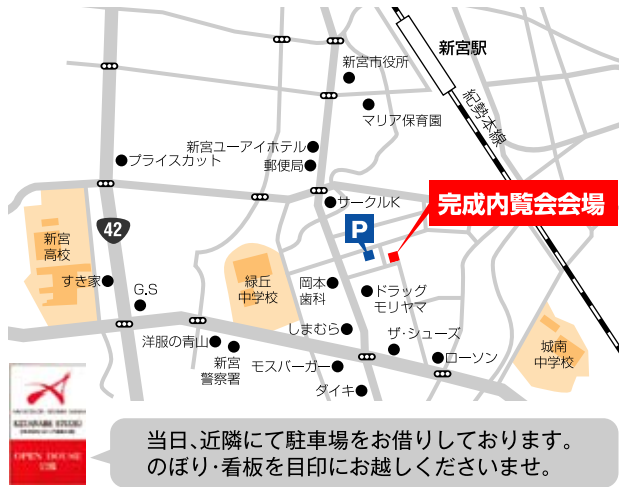 新宮駅
新宮市役所
紀勢本線
マリア保育園
新宮ユーアイホテル
郵便局
プライスカット
サークルK
完成内覧会会場
P
42
新宮
高校
すき家
G.S
緑丘
中学校
岡本
歯科
ドラッグ
モリヤマ
しまむら
洋服の青山
新宮
警察署
ザ・シューズ
ローソン
モスバーガー
ダイキ
城南
中学校
OPEN HOUSE
当日、近隣にて駐車場をお借りしております。
のぼり・看板を目印にお越しくださいませ。